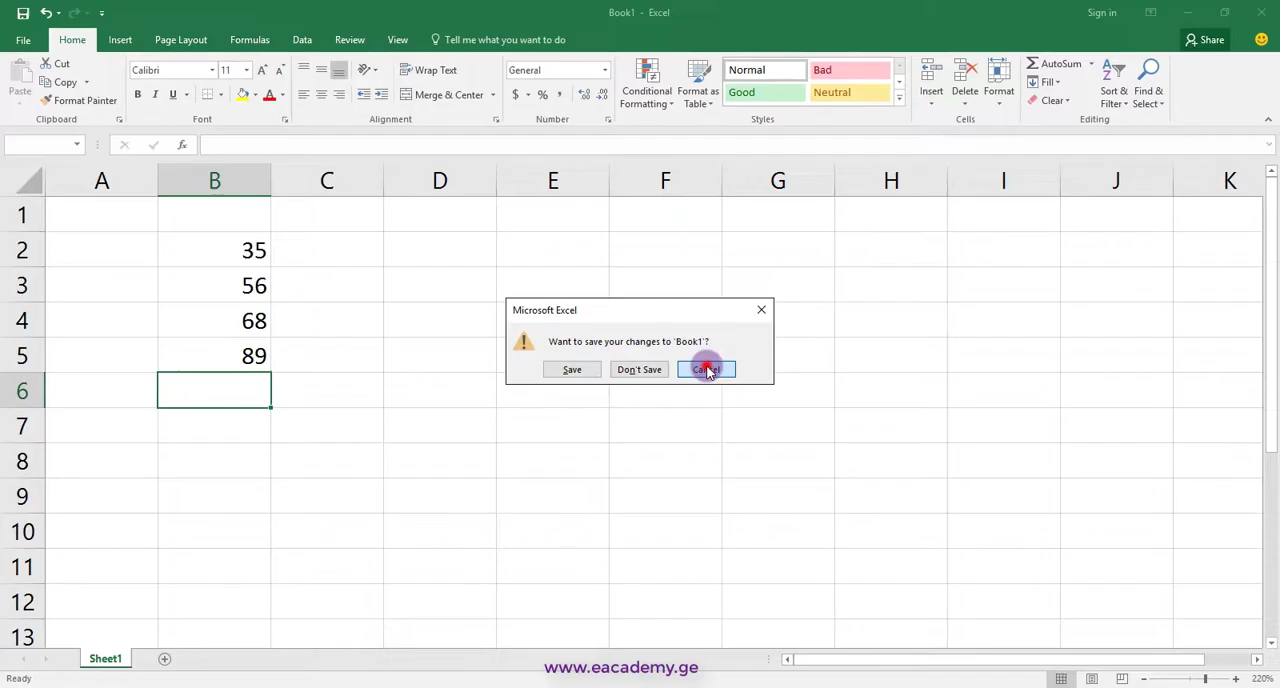 Book1 - Excel
Sign in
File Home Insert Page Layout Formulas Data Review View Tell me what you want to do Share
Paste
Cut
Copy
Format Painter
Clipboard
Calibri 11
B I U
Font
Wrap Text
Merge & Center
Alignment
General
$ % ,
Number
Conditional
Formatting
Format as
Table
Normal Bad
Good Neutral
Styles
Insert Delete Format
Cells
AutoSum
Fill
Clear
Sort &
Filter
Find &
Select
Editing
fx
A B C D E F G H I J K
1
2 35
3 56
4 68
5 89
6
7
8
9
10
11
12
13
Microsoft Excel
Want to save your changes to 'Book1'?
Save Don't Save Cancel
Sheet1
www.eacademy.ge
Ready
220%